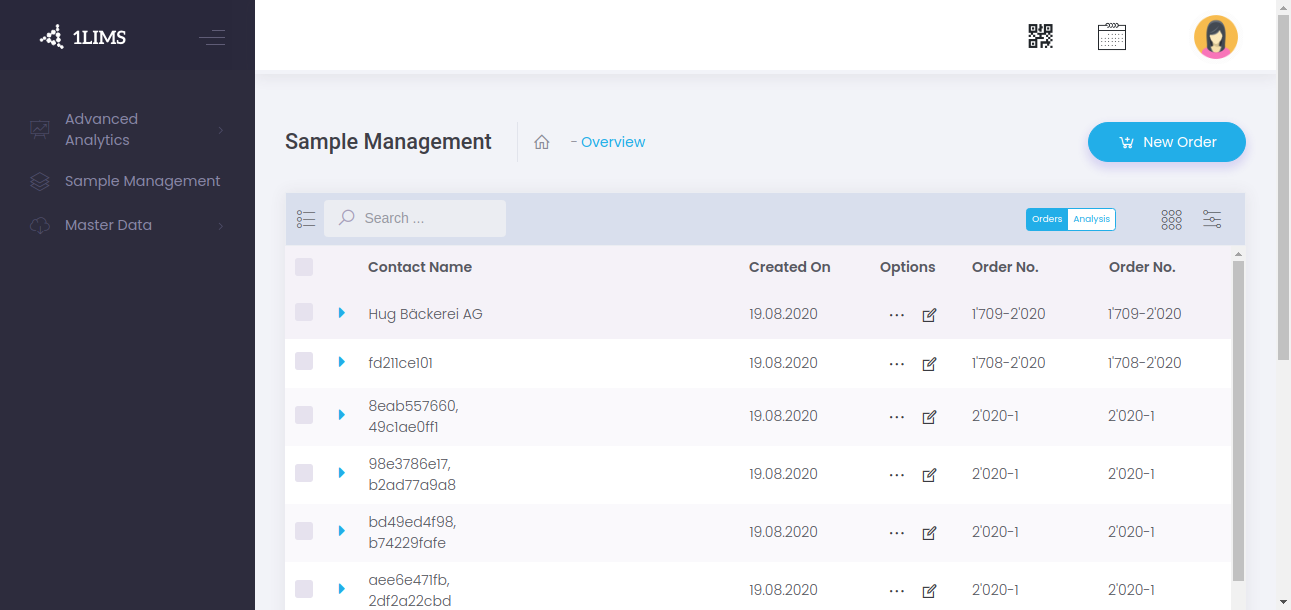 1LIMS
Advanced
Analytics
Sample Management
Master Data
Sample Management
- Overview
New Order
Search ...
Orders Analysis
Contact Name Created On Options Order No. Order No.
Hug Bäckerei AG 19.08.2020 1'709-2'020 1'709-2'020
fd211ce101 19.08.2020 1'708-2'020 1'708-2'020
8eab557660,
49c1ae0ff1 19.08.2020 2'020-1 2'020-1
98e3786e17,
b2ad77a9a8 19.08.2020 2'020-1 2'020-1
bd49ed4f98,
b74229fafe 19.08.2020 2'020-1 2'020-1
aee6e471fb,
2df2a22cbd 19.08.2020 2'020-1 2'020-1